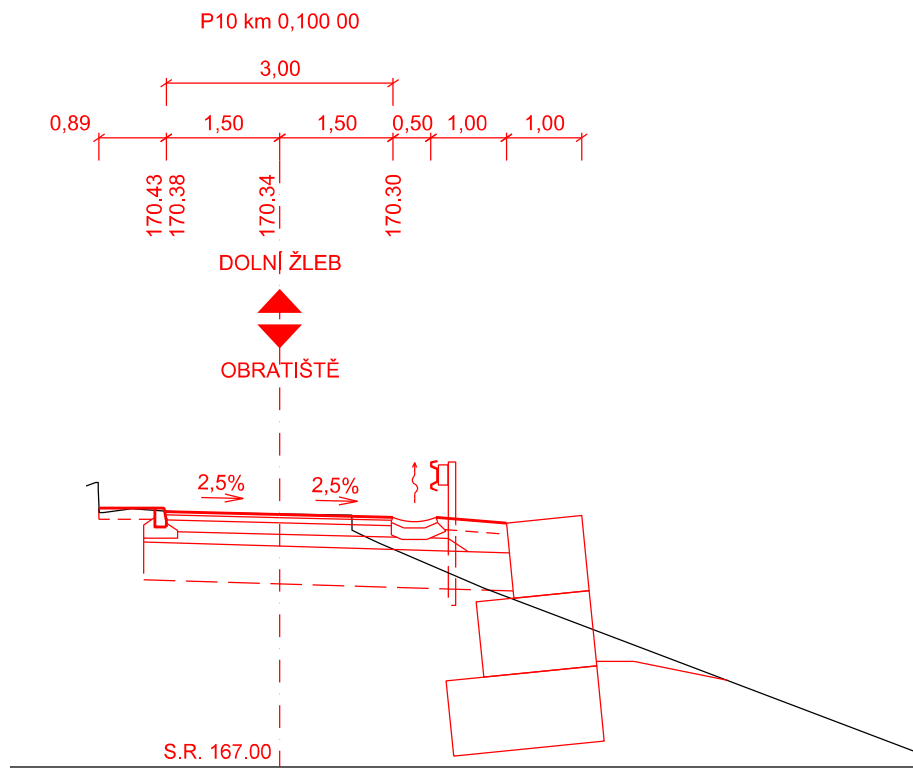 P10 km 0,100 00
3,00
0,89 1,50 1,50 0,50 1,00 1,00
170.43 170.38 170.34 170.30
DOLNÍ ŽLEB
OBRATIŠTĚ
2,5% 2,5%
S.R. 167.00